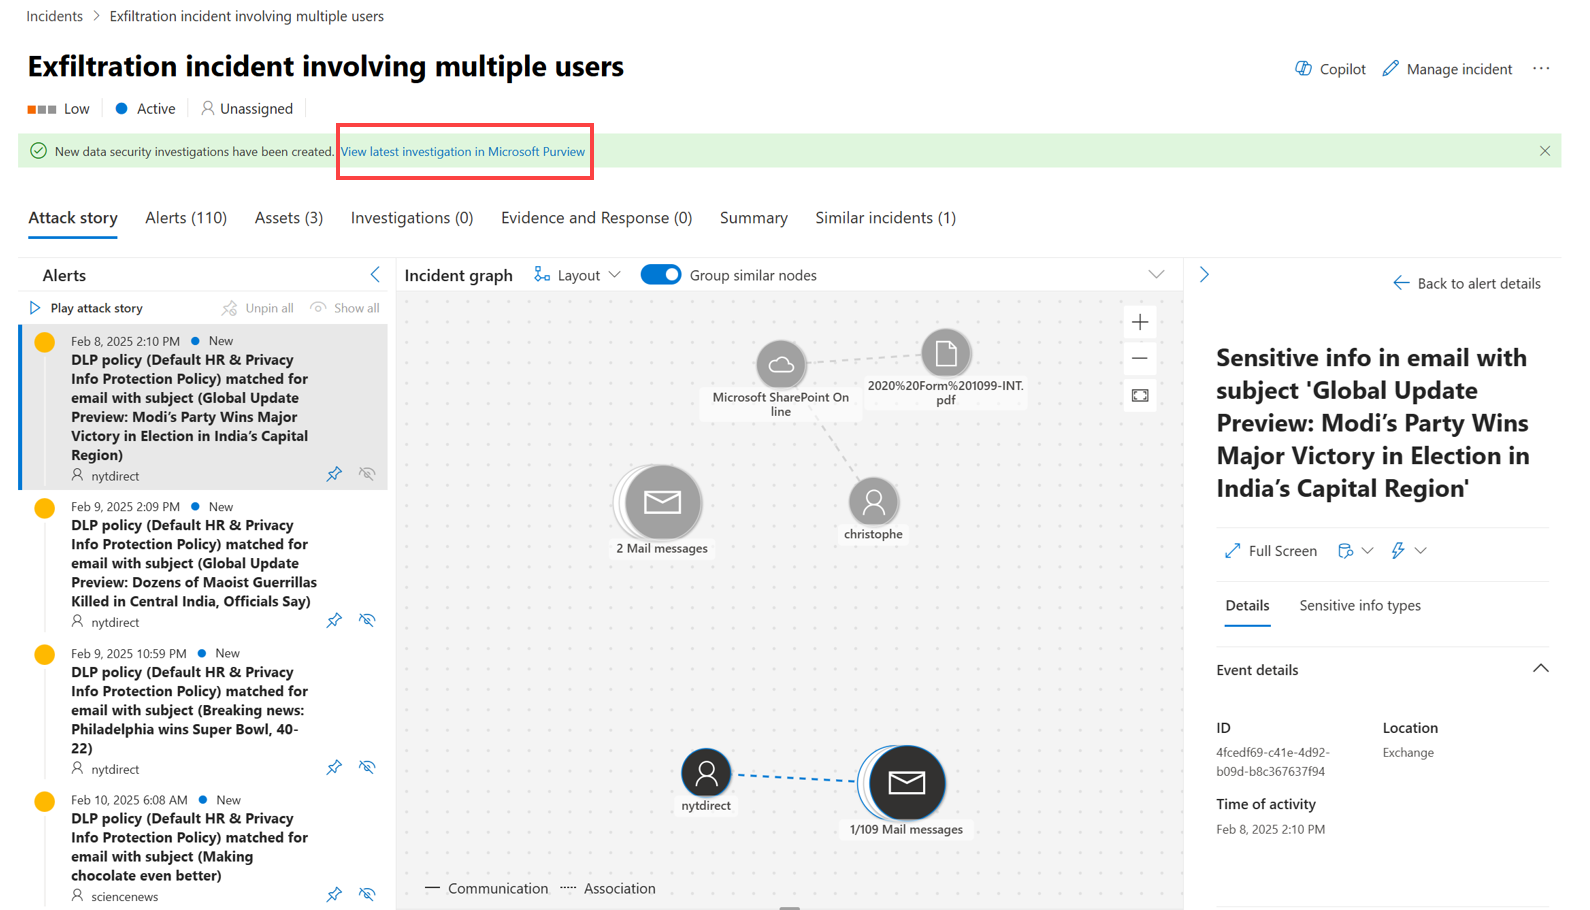 Incidents > Exfiltration incident involving multiple users
Exfiltration incident involving multiple users
Copilot
Manage incident
Low
Active
Unassigned
New data security investigations have been created. View latest investigation in Microsoft Purview
Attack story
Alerts (110)
Assets (3)
Investigations (0)
Evidence and Response (0)
Summary
Similar incidents (1)
Alerts
Play attack story
Unpin all
Show all
Feb 8, 2025 2:10 PM
New
DLP policy (Default HR & Privacy
Info Protection Policy) matched for
email with subject (Global Update
Preview: Modi’s Party Wins Major
Victory in Election in India’s Capital
Region)
nytdirect
Feb 9, 2025 2:09 PM
New
DLP policy (Default HR & Privacy
Info Protection Policy) matched for
email with subject (Global Update
Preview: Dozens of Maoist Guerrillas
Killed in Central India, Officials Say)
nytdirect
Feb 9, 2025 10:59 PM
New
DLP policy (Default HR & Privacy
Info Protection Policy) matched for
email with subject (Breaking news:
Philadelphia wins Super Bowl, 40-
22)
nytdirect
Feb 10, 2025 6:08 AM
New
DLP policy (Default HR & Privacy
Info Protection Policy) matched for
email with subject (Making
chocolate even better)
sciencenews
Incident graph
Layout
Group similar nodes
Microsoft SharePoint On
line
2020%20Form%201099-INT.
pdf
2 Mail messages
christophe
nytdirect
1/109 Mail messages
Communication
Association
Back to alert details
Sensitive info in email with
subject 'Global Update
Preview: Modi’s Party Wins
Major Victory in Election in
India’s Capital Region'
Full Screen
Details
Sensitive info types
Event details
ID
4fcedf69-c41e-4d92-
b09d-b8c367637f94
Location
Exchange
Time of activity
Feb 8, 2025 2:10 PM